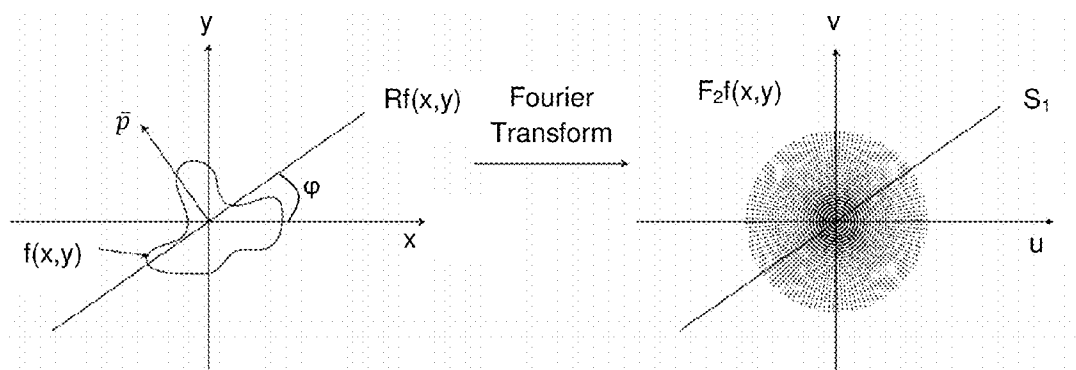 y
Rf(x,y)
p̄
φ
x
f(x,y)
Fourier
Transform
v
F₂f(x,y)
S₁
u